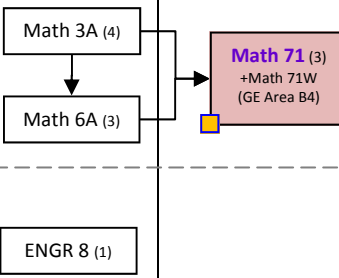 Math 3A (4)
Math 71 (3)
+Math 71W
(GE Area B4)
Math 6A (3)
ENGR 8 (1)